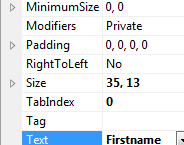 MinimumSize 0, 0
Modifiers Private
Padding 0, 0, 0, 0
RightToLeft No
Size 35, 13
TabIndex 0
Tag
Text Firstname